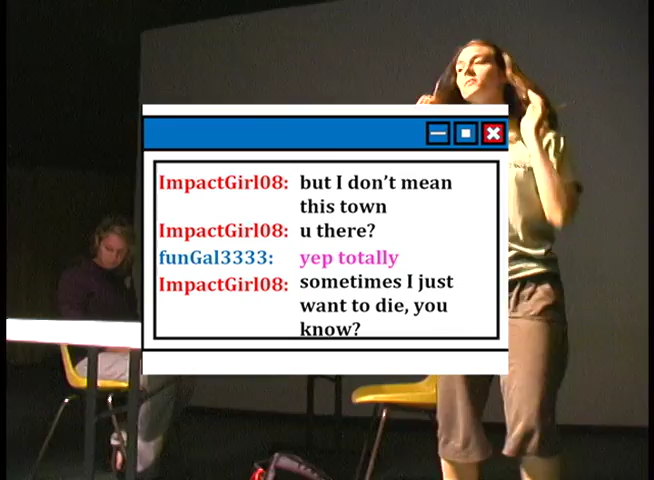 ImpactGirl08: but I don't mean
this town
ImpactGirl08: u there?
funGal3333: yep totally
ImpactGirl08: sometimes I just
want to die, you
know?